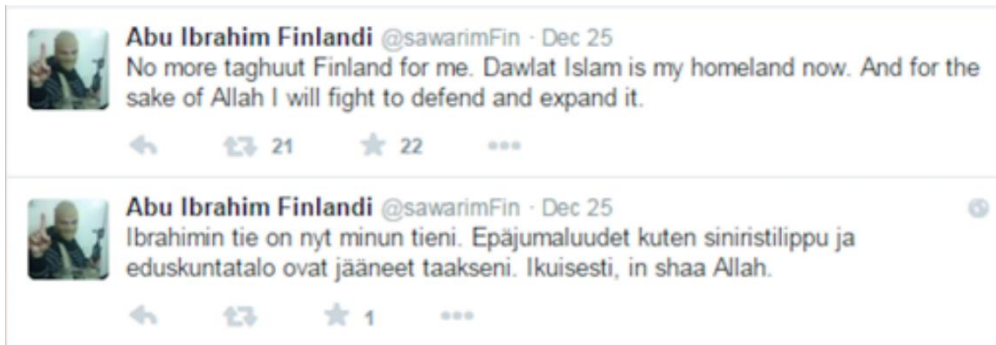 Abu Ibrahim Finlandi @sawarimFin · Dec 25
No more taghuut Finland for me. Dawlat Islam is my homeland now. And for the
sake of Allah I will fight to defend and expand it.
21 22
Abu Ibrahim Finlandi @sawarimFin · Dec 25
Ibrahimin tie on nyt minun tieni. Epäjumaluudet kuten siniristilippu ja
eduskuntatalo ovat jääneet taakseni. Ikuisesti, in shaa Allah.
1